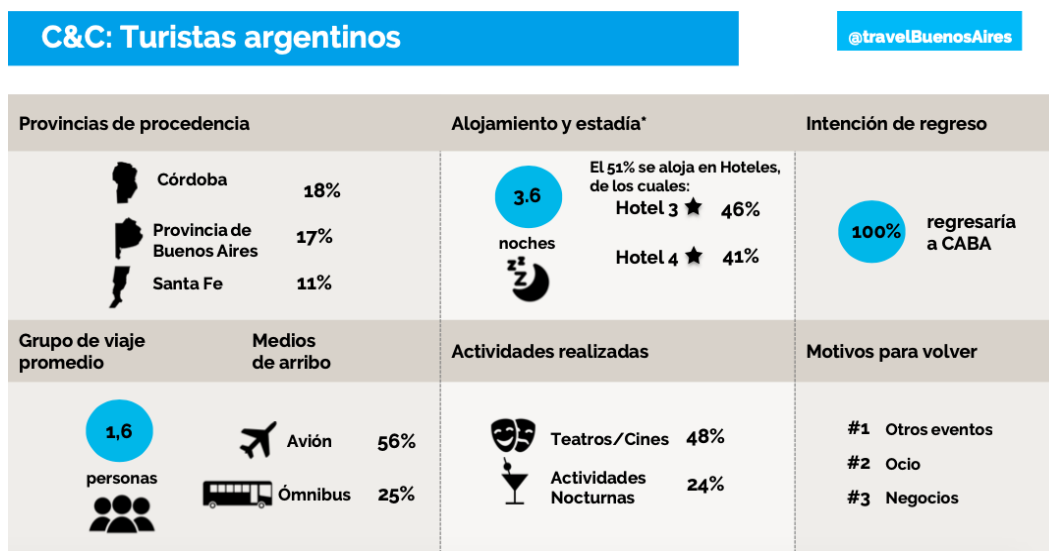 C&C: Turistas argentinos
@travelBuenosAires
Provincias de procedencia
Córdoba 18%
Provincia de
Buenos Aires 17%
Santa Fe 11%
Alojamiento y estadía*
3.6
noches
zzZ
El 51% se aloja en Hoteles,
de los cuales:
Hotel 3 ★ 46%
Hotel 4 ★ 41%
Intención de regreso
100%
regresaría
a CABA
Grupo de viaje
promedio
1,6
personas
Medios
de arribo
Avión 56%
Ómnibus 25%
Actividades realizadas
Teatros/Cines 48%
Actividades
Nocturnas 24%
Motivos para volver
#1 Otros eventos
#2 Ocio
#3 Negocios